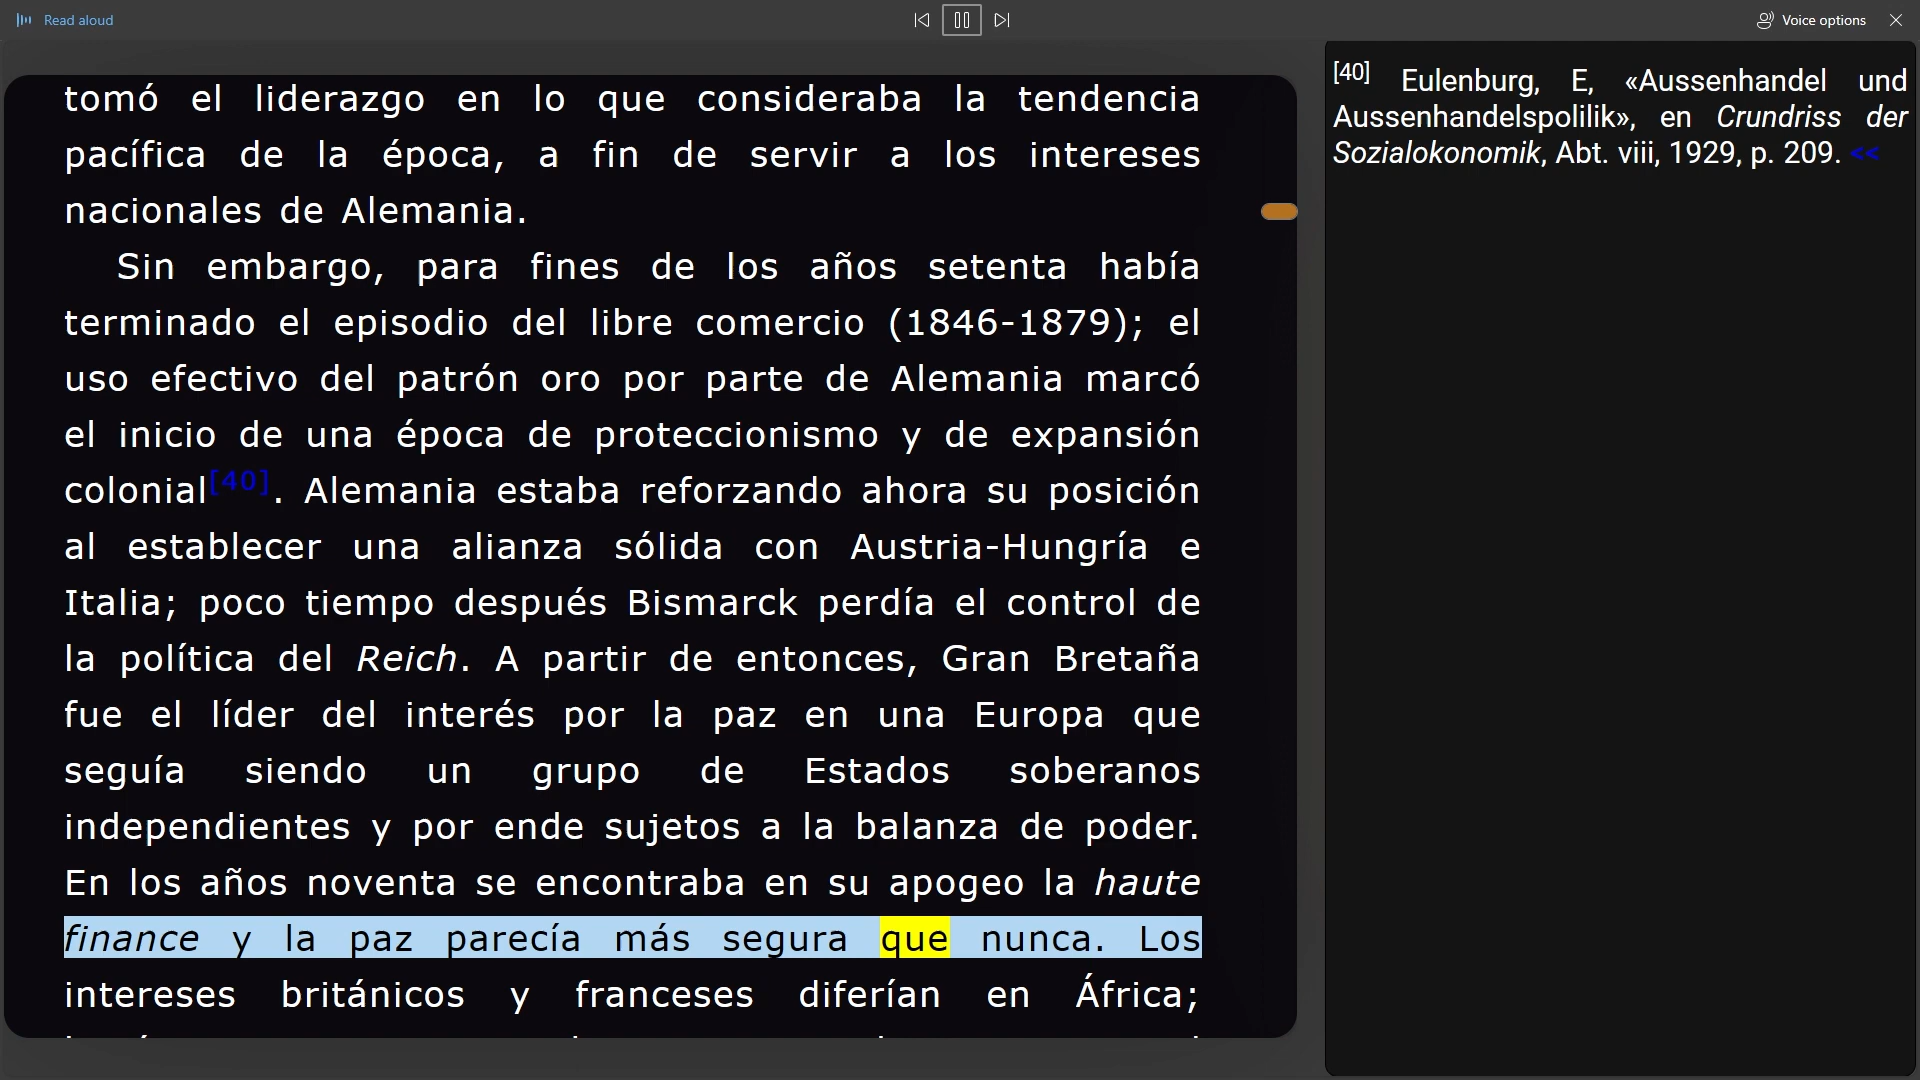 Read aloud
Voice options
tomó el liderazgo en lo que consideraba la tendencia
pacífica de la época, a fin de servir a los intereses
nacionales de Alemania.
Sin embargo, para fines de los años setenta había
terminado el episodio del libre comercio (1846-1879); el
uso efectivo del patrón oro por parte de Alemania marcó
el inicio de una época de proteccionismo y de expansión
colonial[40]. Alemania estaba reforzando ahora su posición
al establecer una alianza sólida con Austria-Hungría e
Italia; poco tiempo después Bismarck perdía el control de
la política del Reich. A partir de entonces, Gran Bretaña
fue el líder del interés por la paz en una Europa que
seguía siendo un grupo de Estados soberanos
independientes y por ende sujetos a la balanza de poder.
En los años noventa se encontraba en su apogeo la haute
finance y la paz parecía más segura que nunca. Los
intereses británicos y franceses diferían en África;
[40] Eulenburg, E, «Aussenhandel und
Aussenhandelspolilik», en Crundriss der
Sozialokonomik, Abt. viii, 1929, p. 209. <<